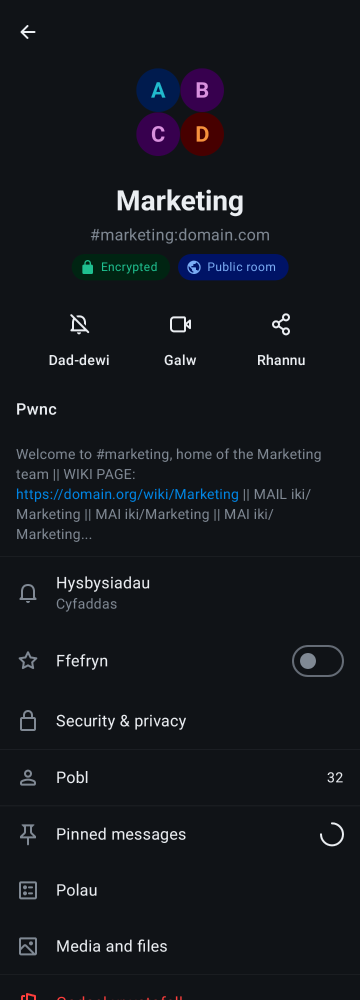 A B
C D
Marketing
#marketing:domain.com
Encrypted Public room
Dad-dewi Galw Rhannu
Pwnc
Welcome to #marketing, home of the Marketing
team || WIKI PAGE:
https://domain.org/wiki/Marketing || MAIL iki/
Marketing || MAI iki/Marketing || MAI iki/
Marketing...
Hysbysiadau
Cyfaddas
Ffefryn
Security & privacy
Pobl 32
Pinned messages
Polau
Media and files